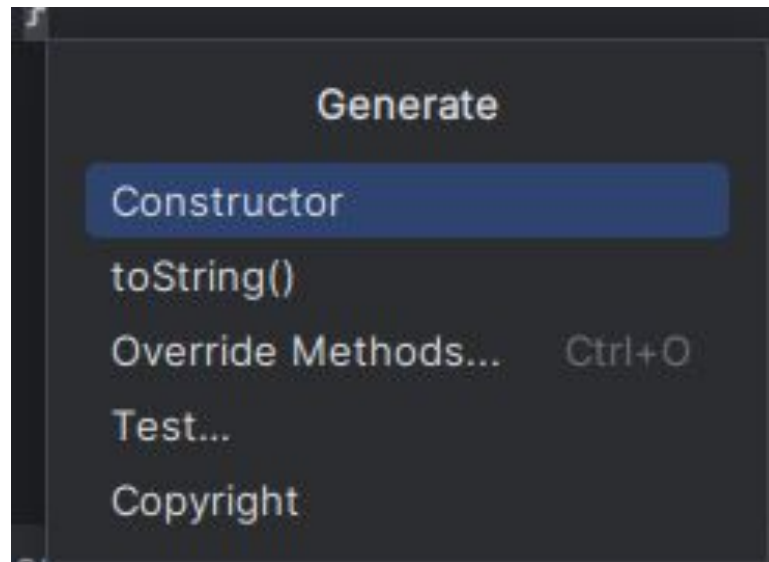 Generate
Constructor
toString()
Override Methods... Ctrl+O
Test...
Copyright